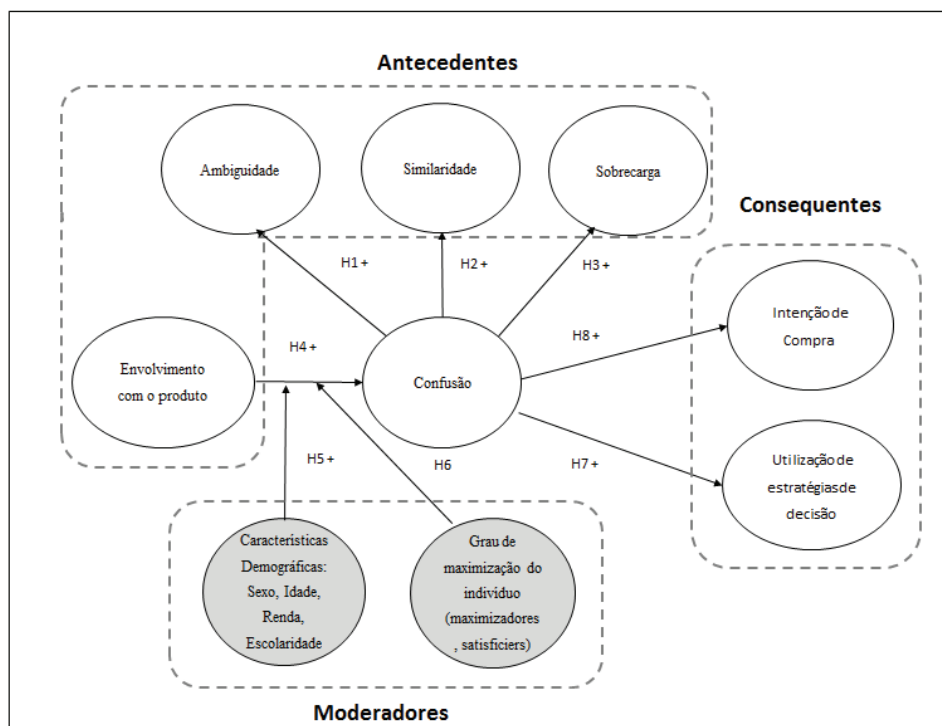 Antecedentes
Ambiguidade
Similaridade
Sobrecarga
Consequentes
H1 +
H2 +
H3 +
Intenção de
Compra
H8 +
H4 +
Envolvimento
com o produto
Confusão
H7 +
Utilização de
estratégias de
decisão
H5 +
H6
Características
Demográficas:
Sexo, Idade,
Renda,
Escolaridade
Grau de
maximização do
indivíduo
(maximizadores
, satisficiers)
Moderadores